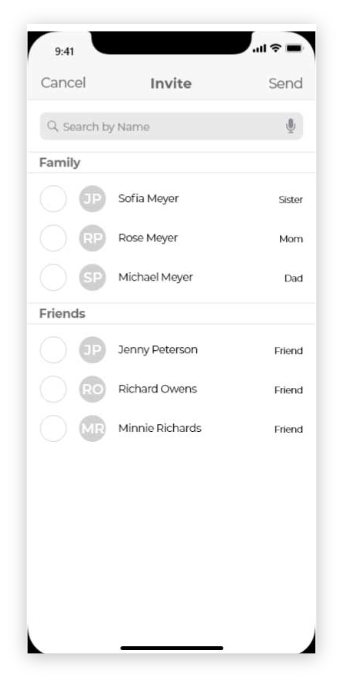 9:41
Cancel Invite Send
Search by Name
Family
JP Sofia Meyer Sister
RP Rose Meyer Mom
SP Michael Meyer Dad
Friends
JP Jenny Peterson Friend
RO Richard Owens Friend
MR Minnie Richards Friend